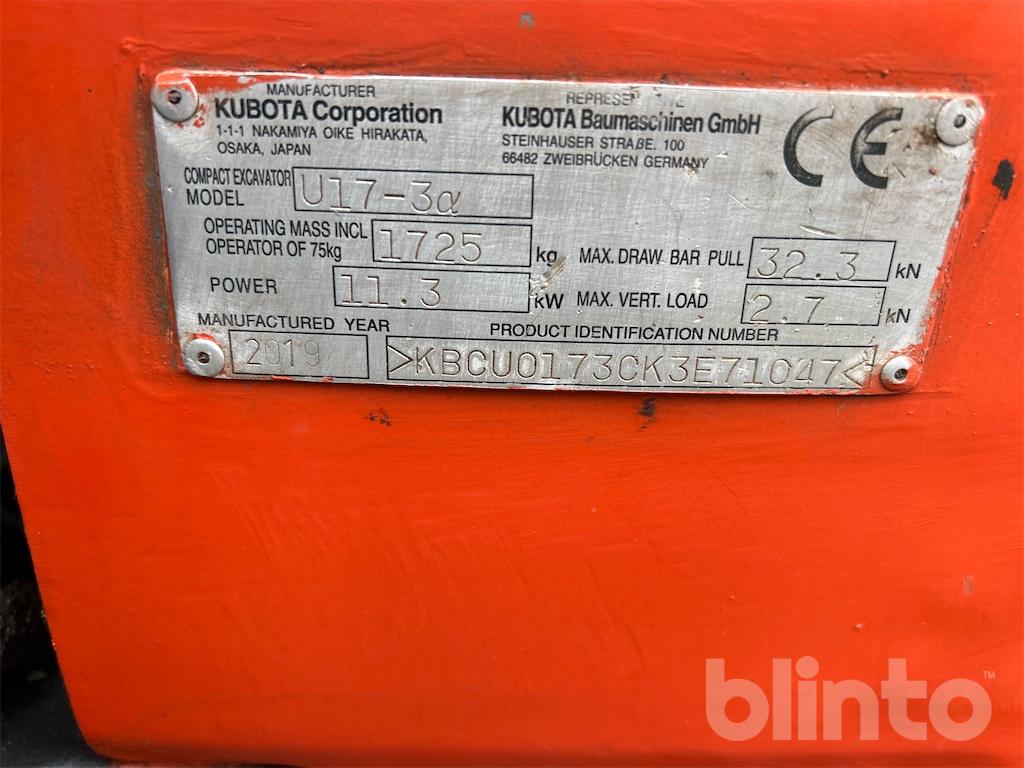 MANUFACTURER
KUBOTA Corporation
1-1-1 NAKAMIYA OIKE HIRAKATA,
OSAKA, JAPAN
KUBOTA Baumaschinen GmbH
STEINHAUSER STRAßE. 100
66482 ZWEIBRÜCKEN GERMANY
CE
COMPACT EXCAVATOR
MODEL U17-3α
OPERATING MASS INCL
OPERATOR OF 75kg 1725 kg
MAX. DRAW BAR PULL 32.3 kN
POWER 11.3 kW
MAX. VERT. LOAD 2.7 kN
MANUFACTURED YEAR
2019
PRODUCT IDENTIFICATION NUMBER
>KBCU0173CK3E71047<
blinto™